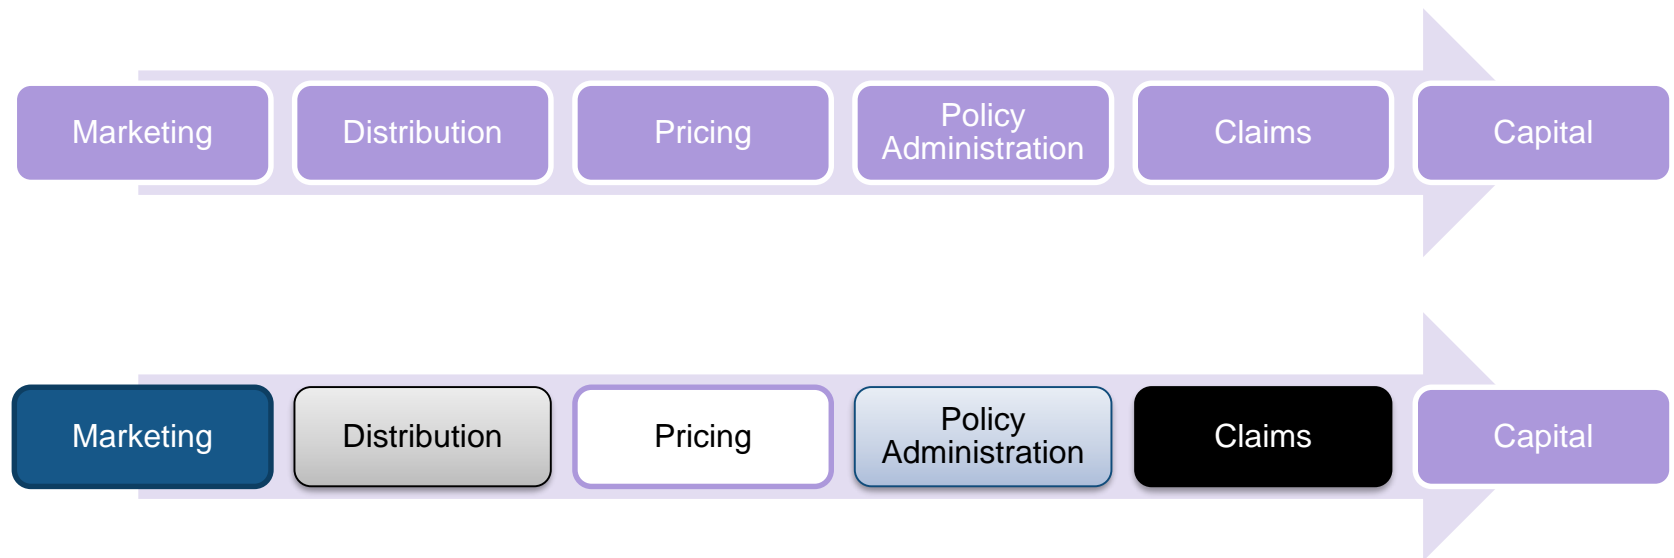 Marketing
Distribution
Pricing
Policy
Administration
Claims
Capital
Marketing
Distribution
Pricing
Policy
Administration
Claims
Capital